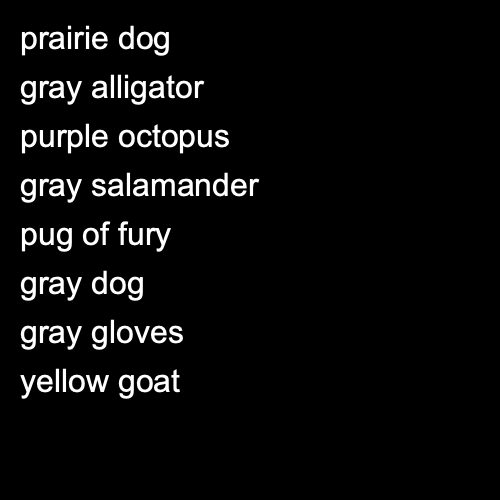 prairie dog
gray alligator
purple octopus
gray salamander
pug of fury
gray dog
gray gloves
yellow goat